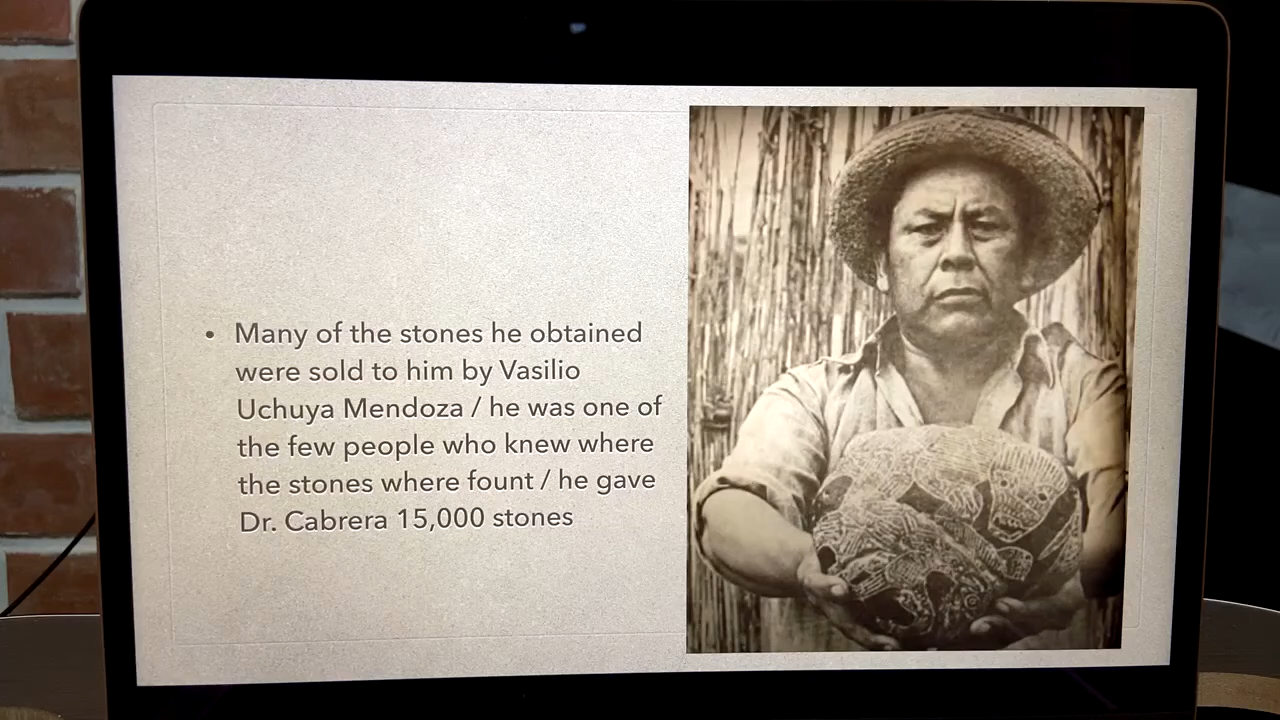 • Many of the stones he obtained
were sold to him by Vasilio
Uchuya Mendoza / he was one of
the few people who knew where
the stones where fount / he gave
Dr. Cabrera 15,000 stones